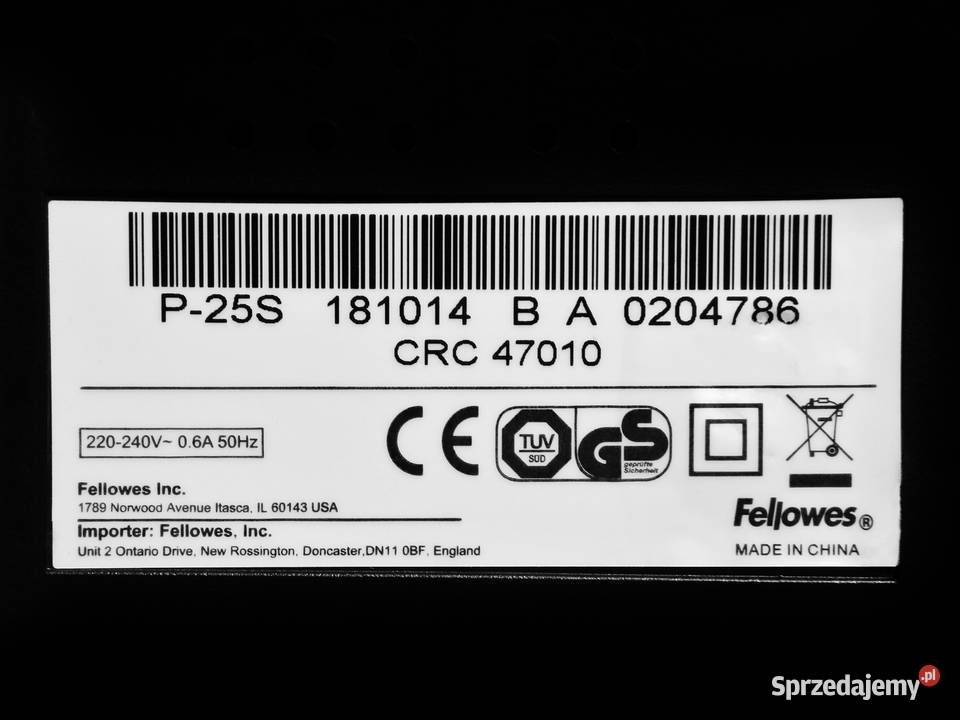 P-25S 181014 B A 0204786
CRC 47010
220-240V~ 0.6A 50Hz
CE
TUV
SÜD
GS
geprüfte
Sicherheit
Fellowes Inc.
1789 Norwood Avenue Itasca, IL 60143 USA
Importer: Fellowes, Inc.
Unit 2 Ontario Drive, New Rossington, Doncaster,DN11 0BF, England
Fellowes®
MADE IN CHINA
Sprzedajemy.pl